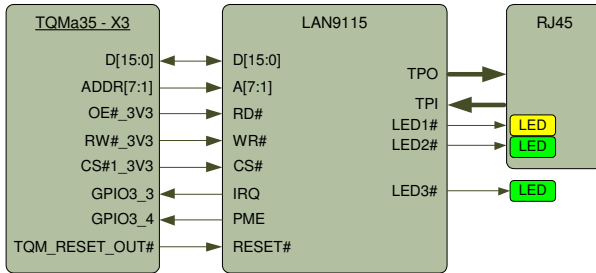 TQMa35 - X3
LAN9115
RJ45
D[15:0]
D[15:0]
ADDR[7:1]
A[7:1]
OE#_3V3
RD#
RW#_3V3
WR#
CS#1_3V3
CS#
GPIO3_3
IRQ
GPIO3_4
PME
TQM_RESET_OUT#
RESET#
TPO
TPI
LED1#
LED
LED2#
LED
LED3#
LED